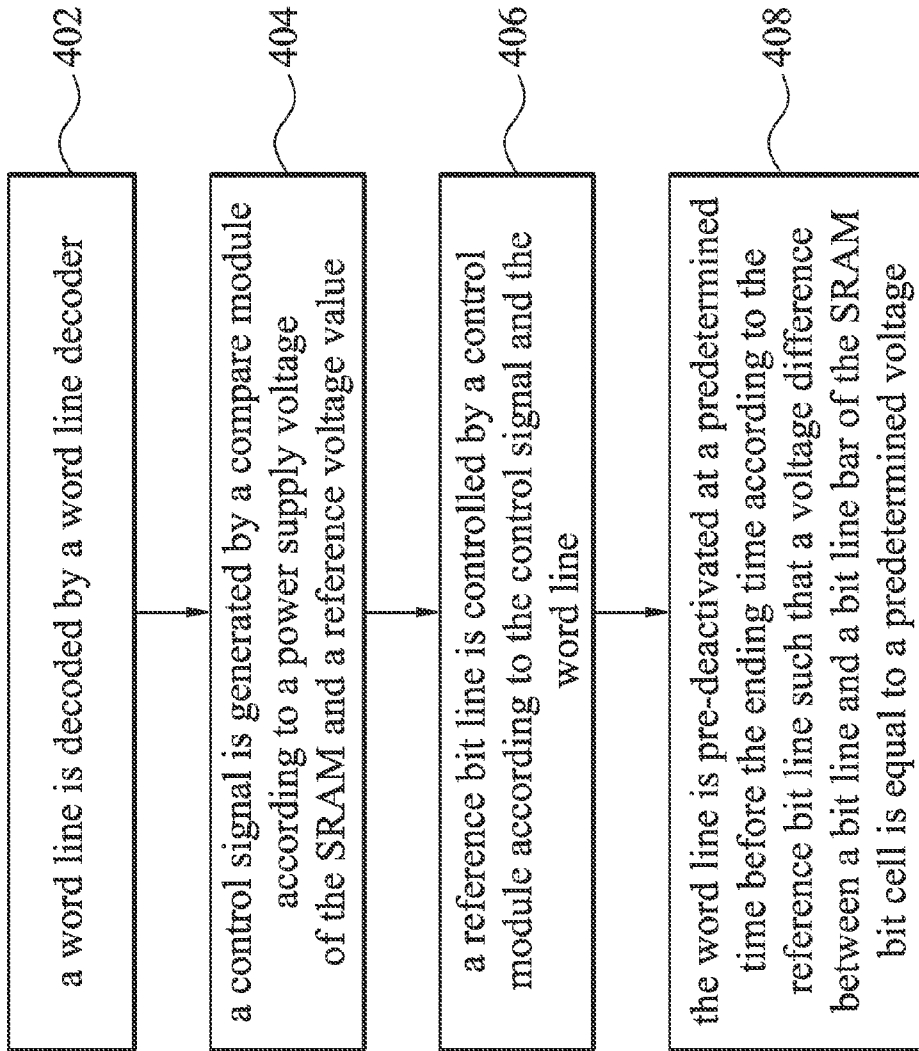 a word line is decoded by a word line decoder
402
a control signal is generated by a compare module
according to a power supply voltage
of the SRAM and a reference voltage value
404
a reference bit line is controlled by a control
module according to the control signal and the
word line
406
the word line is pre-deactivated at a predetermined
time before the ending time according to the
reference bit line such that a voltage difference
between a bit line and a bit line bar of the SRAM
bit cell is equal to a predetermined voltage
408